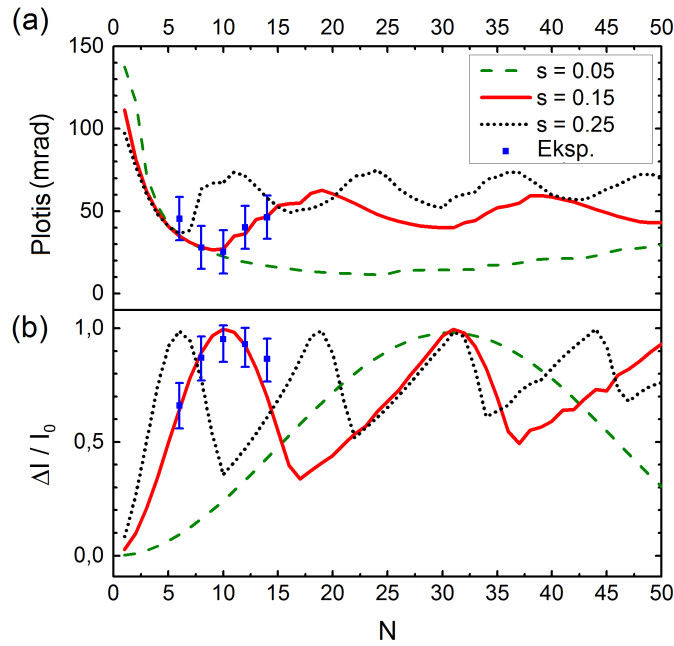 (a)
0 5 10 15 20 25 30 35 40 45 50
150
100
50
0
Plotis (mrad)
s = 0.05
s = 0.15
s = 0.25
Eksp.
(b)
1,0
0,5
0,0
ΔI / I₀
0 5 10 15 20 25 30 35 40 45 50
N